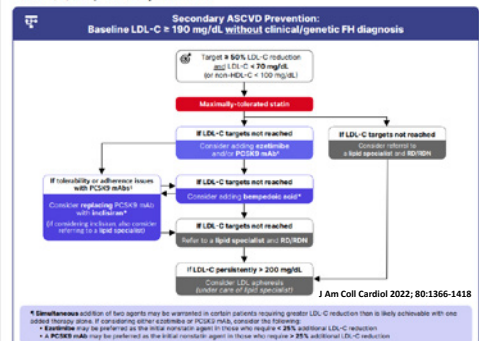 Secondary ASCVD Prevention:
Baseline LDL-C ≥ 190 mg/dL without clinical/genetic FH diagnosis
Target ≥ 50% LDL-C reduction
and LDL-C < 70 mg/dL
(or non-HDL-C < 100 mg/dL)
Maximally-tolerated statin
If LDL-C targets not reached
Consider adding ezetimibe
and/or PCSK9 mAb¶
If LDL-C targets not reached
Consider referral to
a lipid specialist and RD/RDN
If tolerability or adherence issues
with PCSK9 mAbs
Consider replacing PCSK9 mAb
with inclisiran
(if considering inclisiran also consider
referring to a lipid specialist)
If LDL-C targets not reached
Consider adding bempedoic acid
If LDL-C targets not reached
Refer to a lipid specialist and RD/RDN
If LDL-C persistently > 200 mg/dL
Consider LDL apheresis
(under care of lipid specialist)
J Am Coll Cardiol 2022; 80:1366-1418
¶ Simultaneous addition of two agents may be warranted in certain patients requiring greater LDL-C reduction than is likely achievable with one
added therapy alone. If considering either ezetimibe or PCSK9 mAb, consider the following:
• Ezetimibe may be preferred as the initial nonstatin agent in those who require < 25% additional LDL-C reduction
• A PCSK9 mAb may be preferred as the initial nonstatin agent in those who require > 25% additional LDL-C reduction